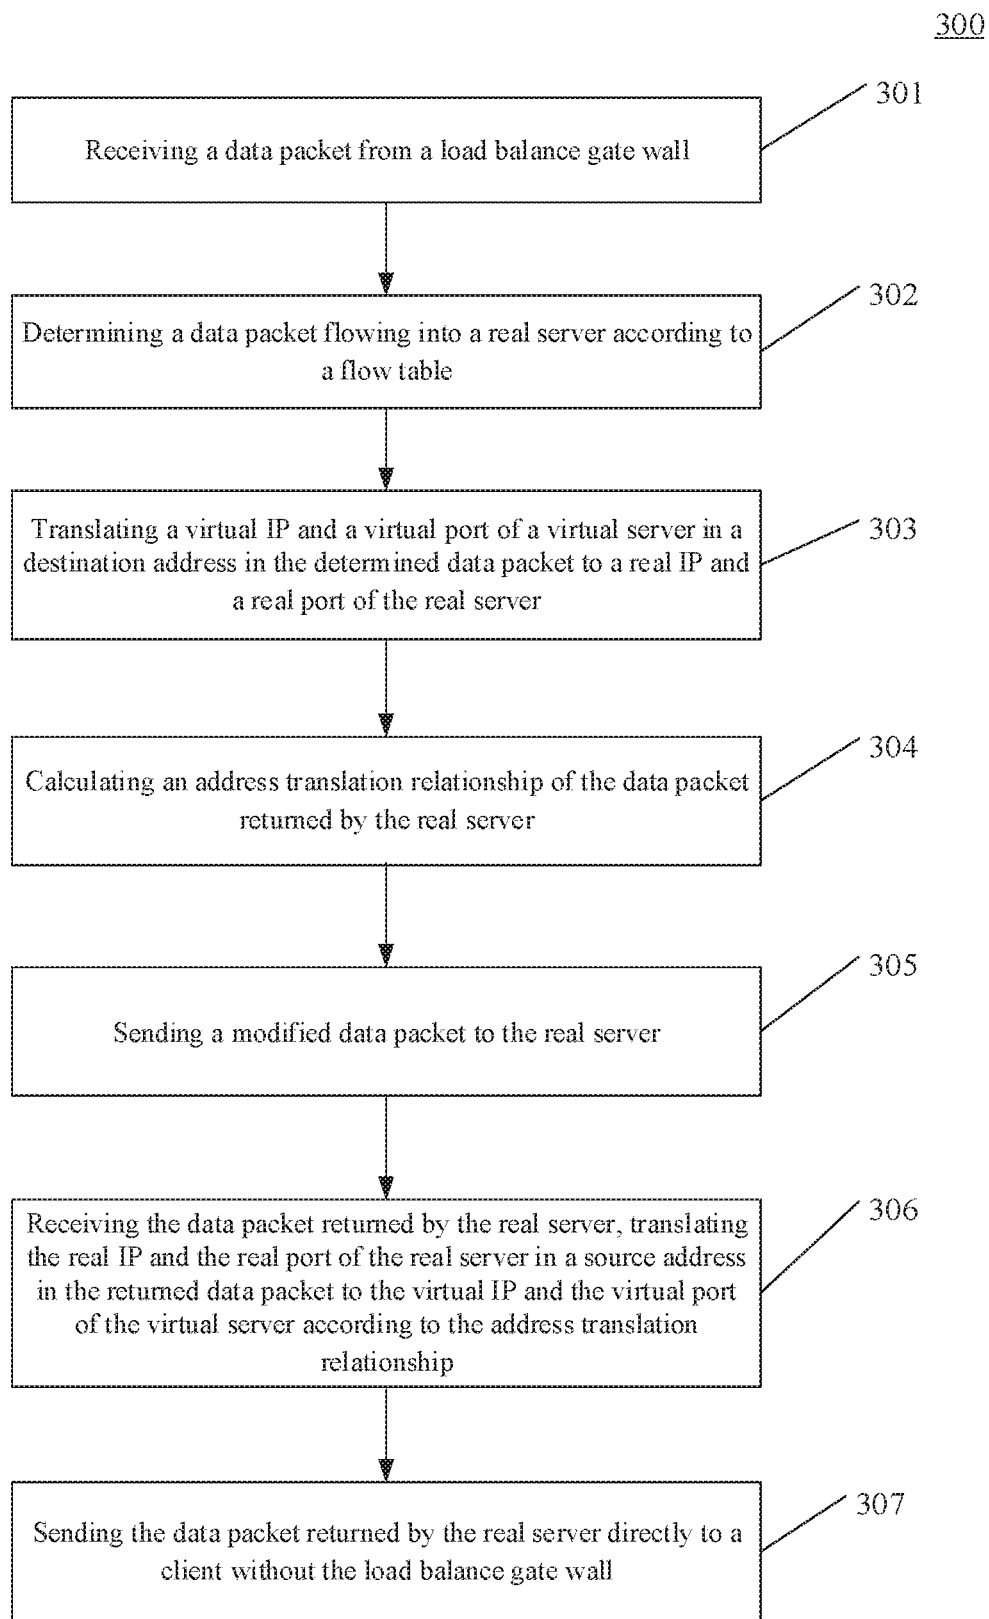 300
301
Receiving a data packet from a load balance gate wall
302
Determining a data packet flowing into a real server according to
a flow table
303
Translating a virtual IP and a virtual port of a virtual server in a
destination address in the determined data packet to a real IP and
a real port of the real server
304
Calculating an address translation relationship of the data packet
returned by the real server
305
Sending a modified data packet to the real server
306
Receiving the data packet returned by the real server, translating
the real IP and the real port of the real server in a source address
in the returned data packet to the virtual IP and the virtual port
of the virtual server according to the address translation
relationship
307
Sending the data packet returned by the real server directly to a
client without the load balance gate wall